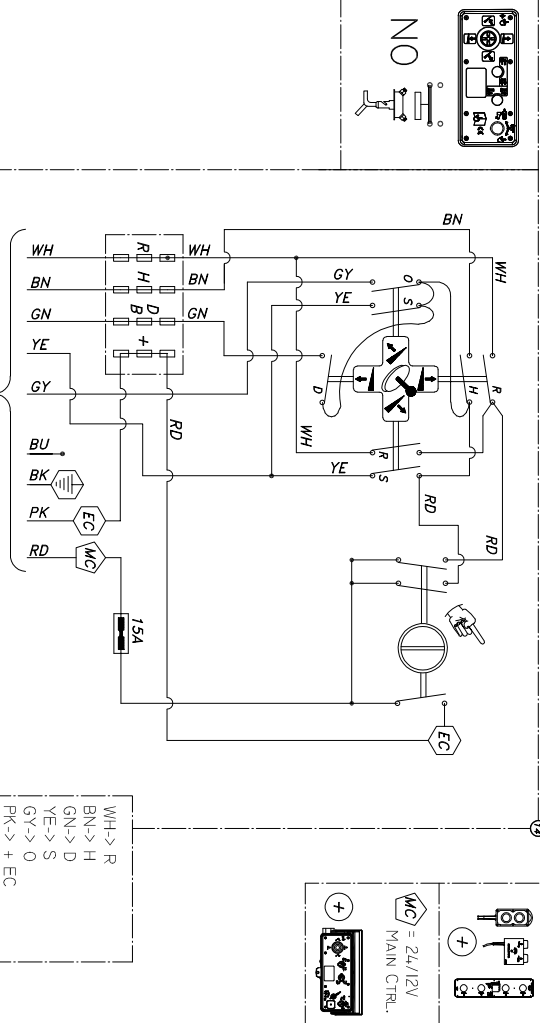 NO
BN
WH
WH
BN
GN
YE
GY
BU
BK
PK
RD
R
H
D
B
+
WH
BN
GN
RD
GY
YE
WH
YE
O
S
D
H
R
R
S
RD
RD
EC
MC
15A
EC
14
WH-> R
BN-> H
GN-> D
YE-> S
GY-> O
PK-> + EC
+
MC = 24/12V
MAIN CTRL.
+